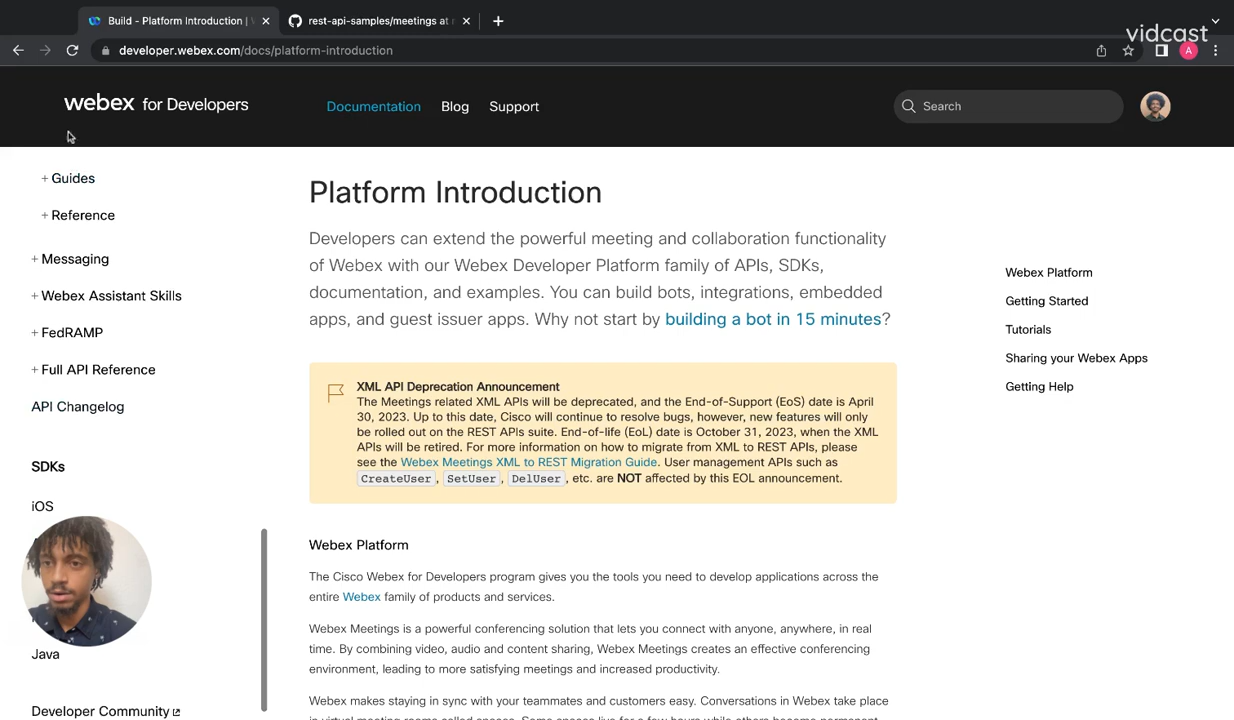 Build - Platform Introduction |
rest-api-samples/meetings at
vidcast
developer.webex.com/docs/platform-introduction
A
webex for Developers
Documentation
Blog
Support
Search
+ Guides
+ Reference
+ Messaging
+ Webex Assistant Skills
+ FedRAMP
+ Full API Reference
API Changelog
SDKs
iOS
Java
Developer Community
Platform Introduction
Developers can extend the powerful meeting and collaboration functionality
of Webex with our Webex Developer Platform family of APIs, SDKs,
documentation, and examples. You can build bots, integrations, embedded
apps, and guest issuer apps. Why not start by building a bot in 15 minutes?
XML API Deprecation Announcement
The Meetings related XML APIs will be deprecated, and the End-of-Support (EoS) date is April
30, 2023. Up to this date, Cisco will continue to resolve bugs, however, new features will only
be rolled out on the REST APIs suite. End-of-life (EoL) date is October 31, 2023, when the XML
APIs will be retired. For more information on how to migrate from XML to REST APIs, please
see the Webex Meetings XML to REST Migration Guide. User management APIs such as
CreateUser, SetUser, DelUser, etc. are NOT affected by this EOL announcement.
Webex Platform
The Cisco Webex for Developers program gives you the tools you need to develop applications across the
entire Webex family of products and services.
Webex Meetings is a powerful conferencing solution that lets you connect with anyone, anywhere, in real
time. By combining video, audio and content sharing, Webex Meetings creates an effective conferencing
environment, leading to more satisfying meetings and increased productivity.
Webex makes staying in sync with your teammates and customers easy. Conversations in Webex take place
Webex Platform
Getting Started
Tutorials
Sharing your Webex Apps
Getting Help